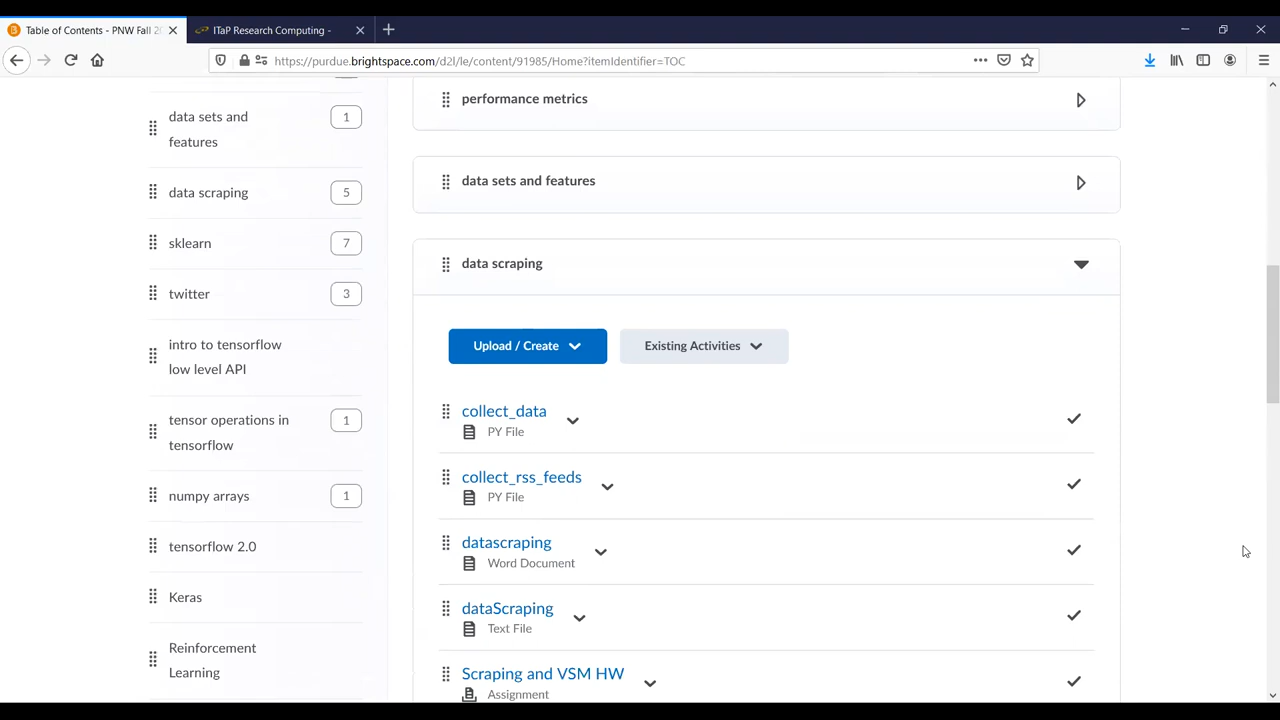 Table of Contents - PNW Fall 20
ITaP Research Computing -
https://purdue.brightspace.com/d2l/le/content/91985/Home?itemIdentifier=TOC
data sets and
features
1
data scraping
5
sklearn
7
twitter
3
intro to tensorflow
low level API
tensor operations in
tensorflow
1
numpy arrays
1
tensorflow 2.0
Keras
Reinforcement
Learning
performance metrics
data sets and features
data scraping
Upload / Create
Existing Activities
collect_data
PY File
collect_rss_feeds
PY File
datascraping
Word Document
dataScraping
Text File
Scraping and VSM HW
Assignment